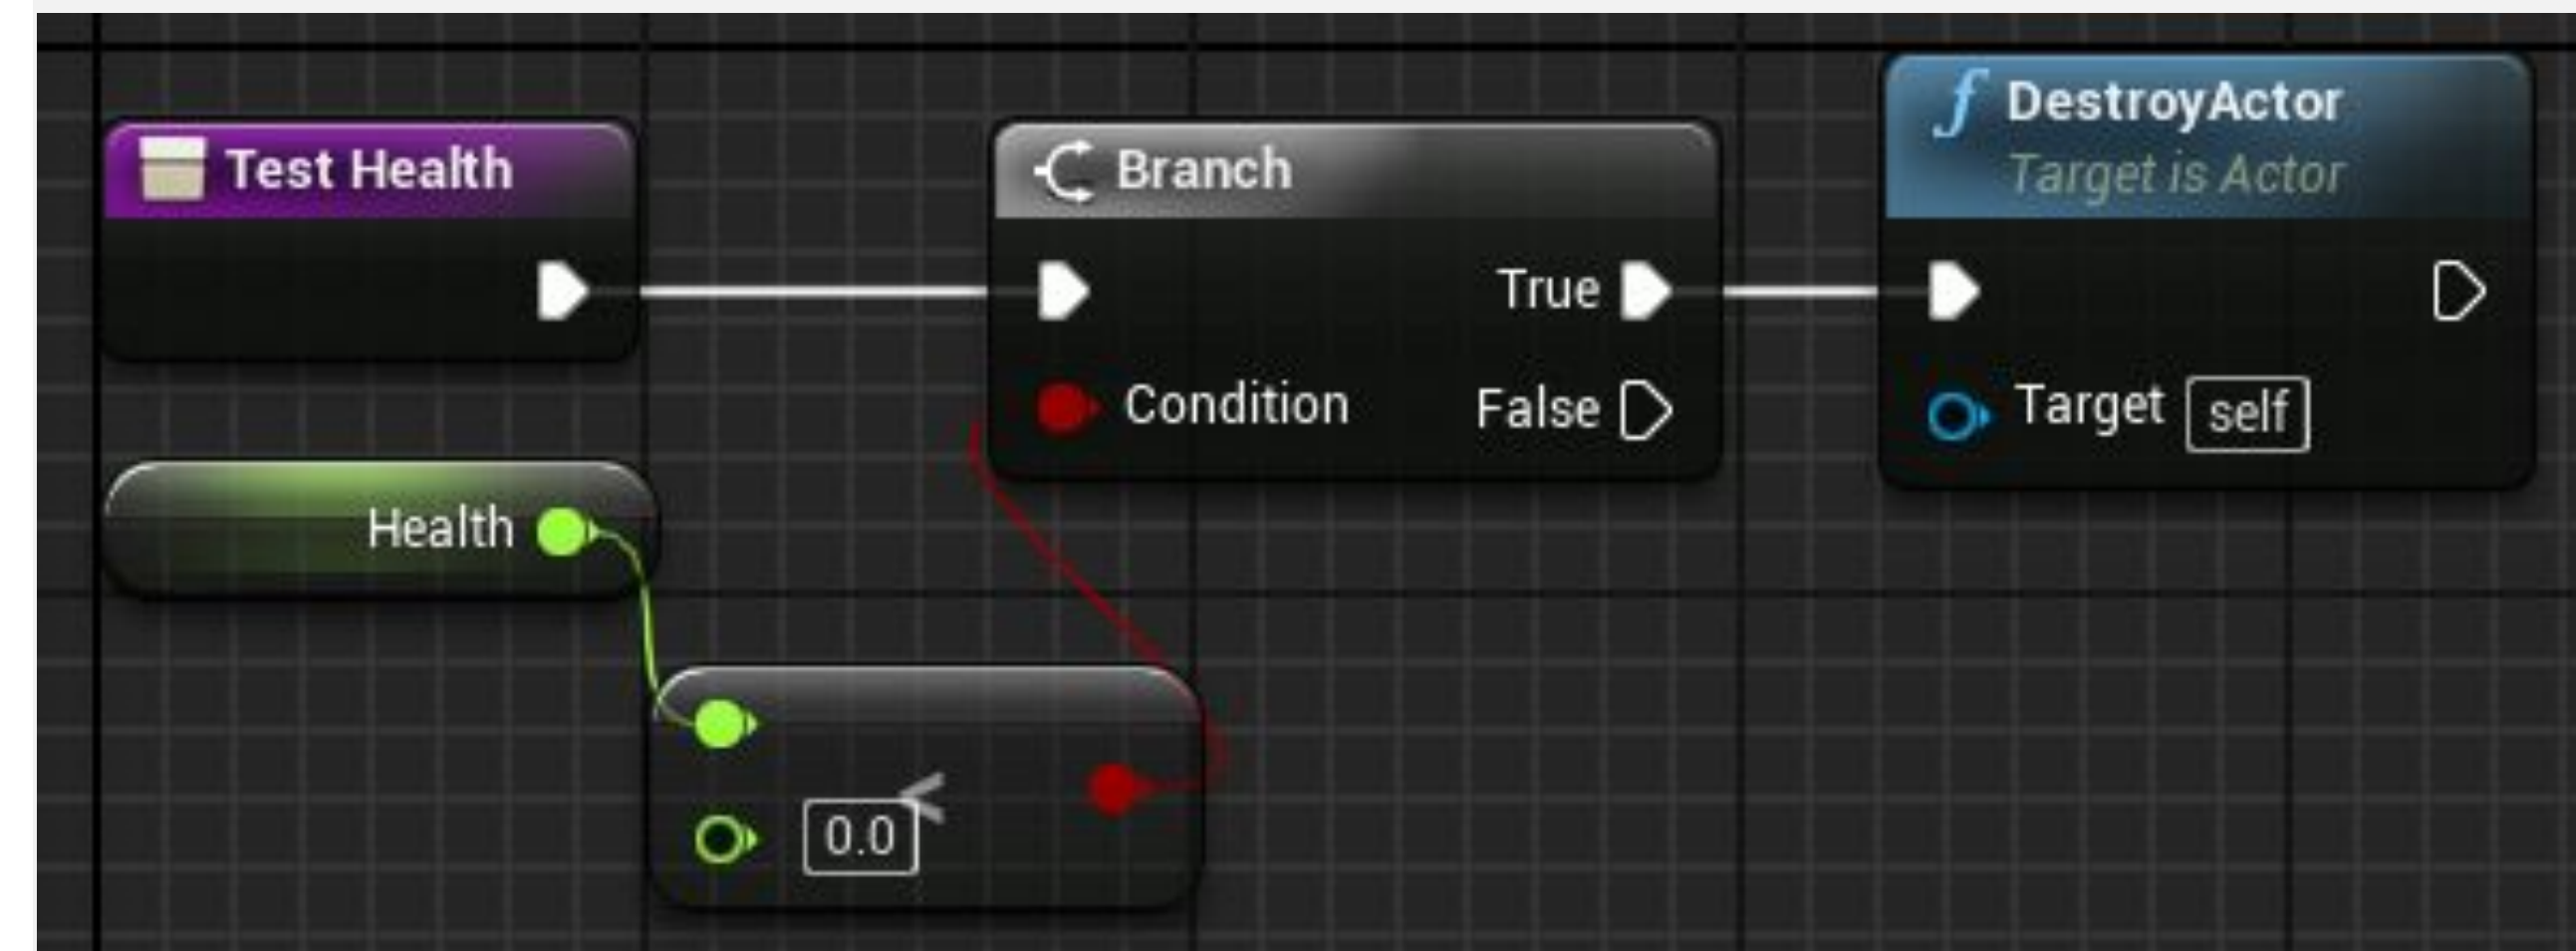 Test Health
Branch
DestroyActor
Target is Actor
True
Condition
False
Target self
Health
<
0.0